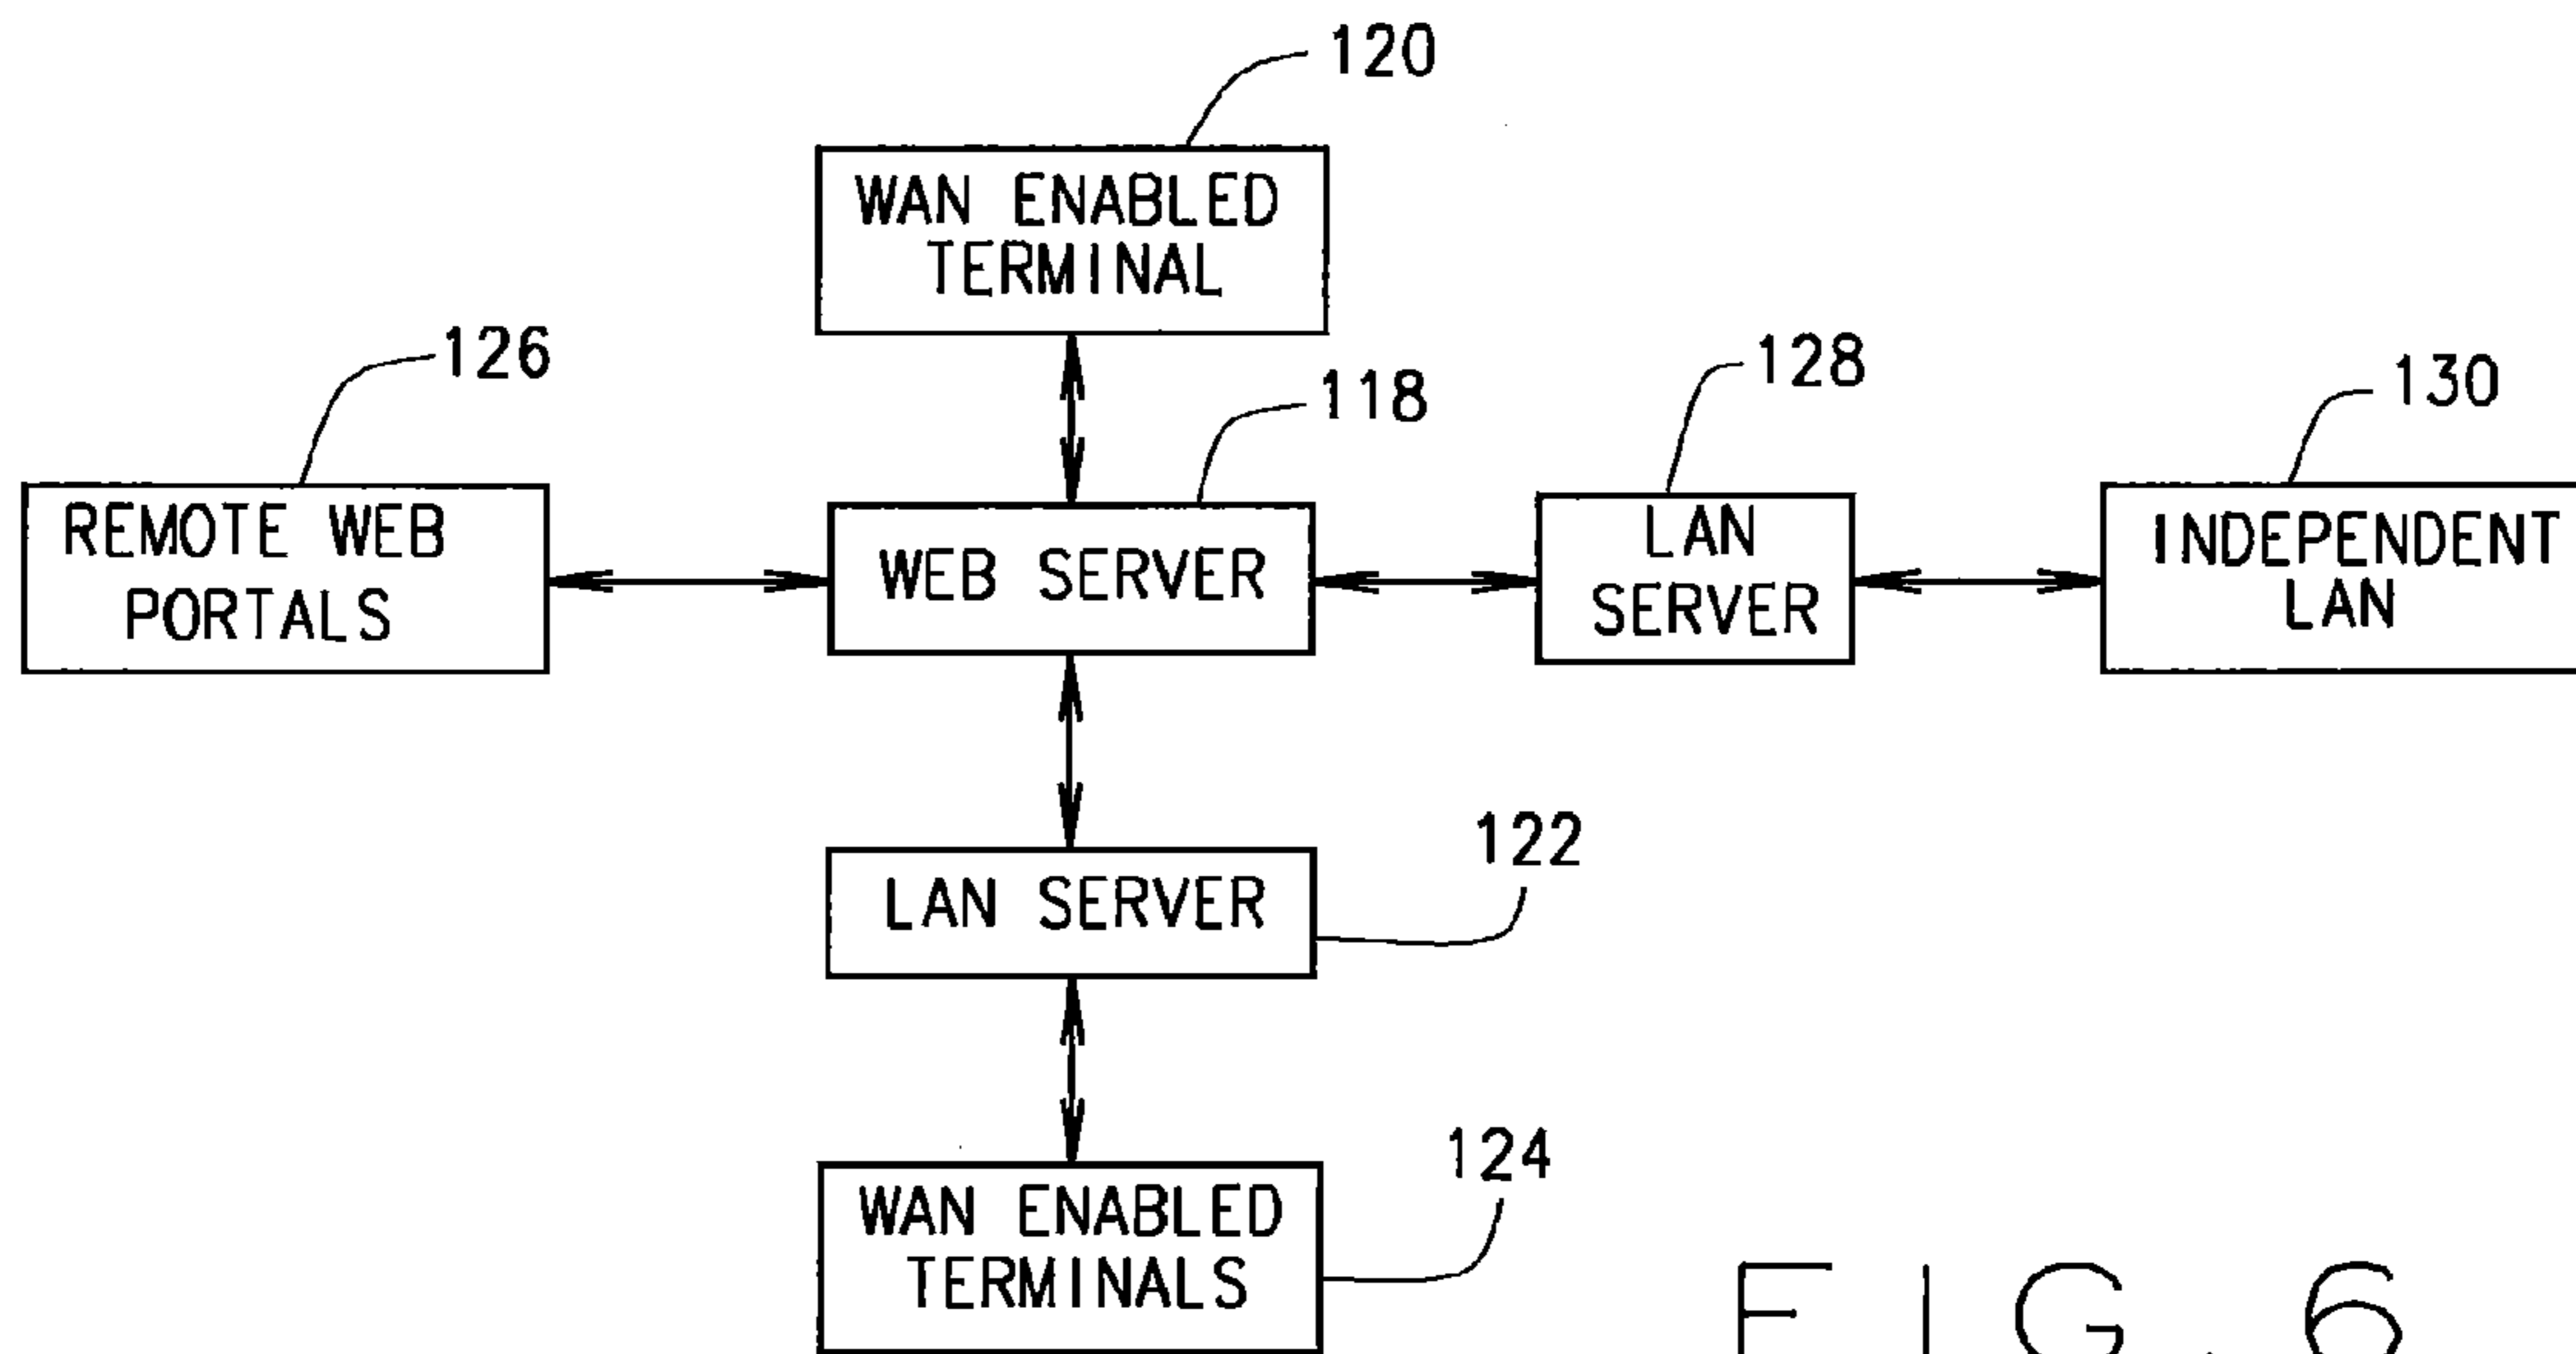 120
WAN ENABLED
TERMINAL
126
118
128
130
REMOTE WEB
PORTALS
WEB SERVER
LAN
SERVER
INDEPENDENT
LAN
122
LAN SERVER
124
WAN ENABLED
TERMINALS
FIG. 6